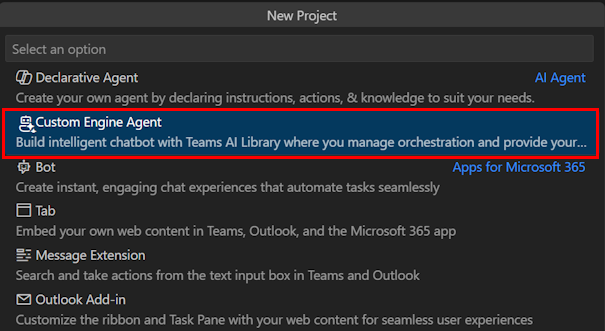 New Project
Select an option
Declarative Agent AI Agent
Create your own agent by declaring instructions, actions, & knowledge to suit your needs.
Custom Engine Agent
Build intelligent chatbot with Teams AI Library where you manage orchestration and provide your...
Bot Apps for Microsoft 365
Create instant, engaging chat experiences that automate tasks seamlessly
Tab
Embed your own web content in Teams, Outlook, and the Microsoft 365 app
Message Extension
Search and take actions from the text input box in Teams and Outlook
Outlook Add-in
Customize the ribbon and Task Pane with your web content for seamless user experiences